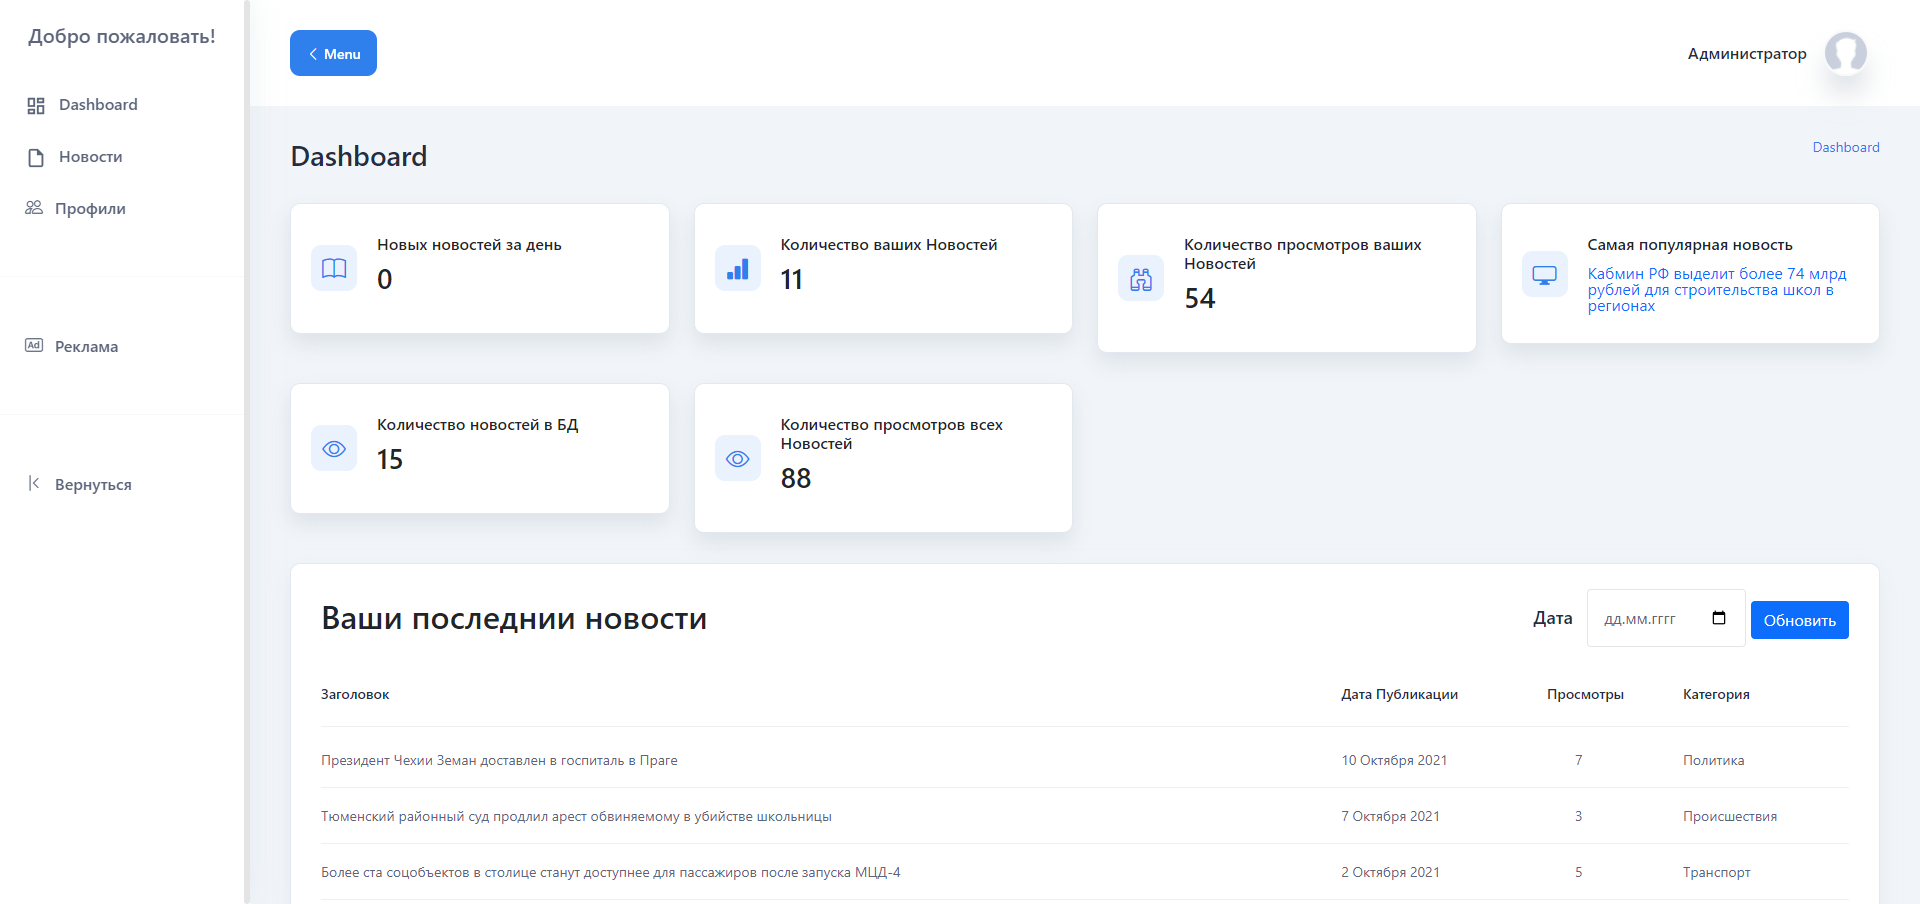 Добро пожаловать!
Dashboard
Новости
Профили
Ad Реклама
Вернуться
Menu
Администратор
Dashboard
Dashboard
Новых новостей за день
0
Количество ваших Новостей
11
Количество просмотров ваших
Новостей
54
Самая популярная новость
Кабмин РФ выделит более 74 млрд
рублей для строительства школ в
регионах
Количество новостей в БД
15
Количество просмотров всех
Новостей
88
Ваши последнии новости
Дата дд.мм.гггг Обновить
Заголовок Дата Публикации Просмотры Категория
Президент Чехии Земан доставлен в госпиталь в Праге 10 Октября 2021 7 Политика
Тюменский районный суд продлил арест обвиняемому в убийстве школьницы 7 Октября 2021 3 Происшествия
Более ста соцобъектов в столице станут доступнее для пассажиров после запуска МЦД-4 2 Октября 2021 5 Транспорт